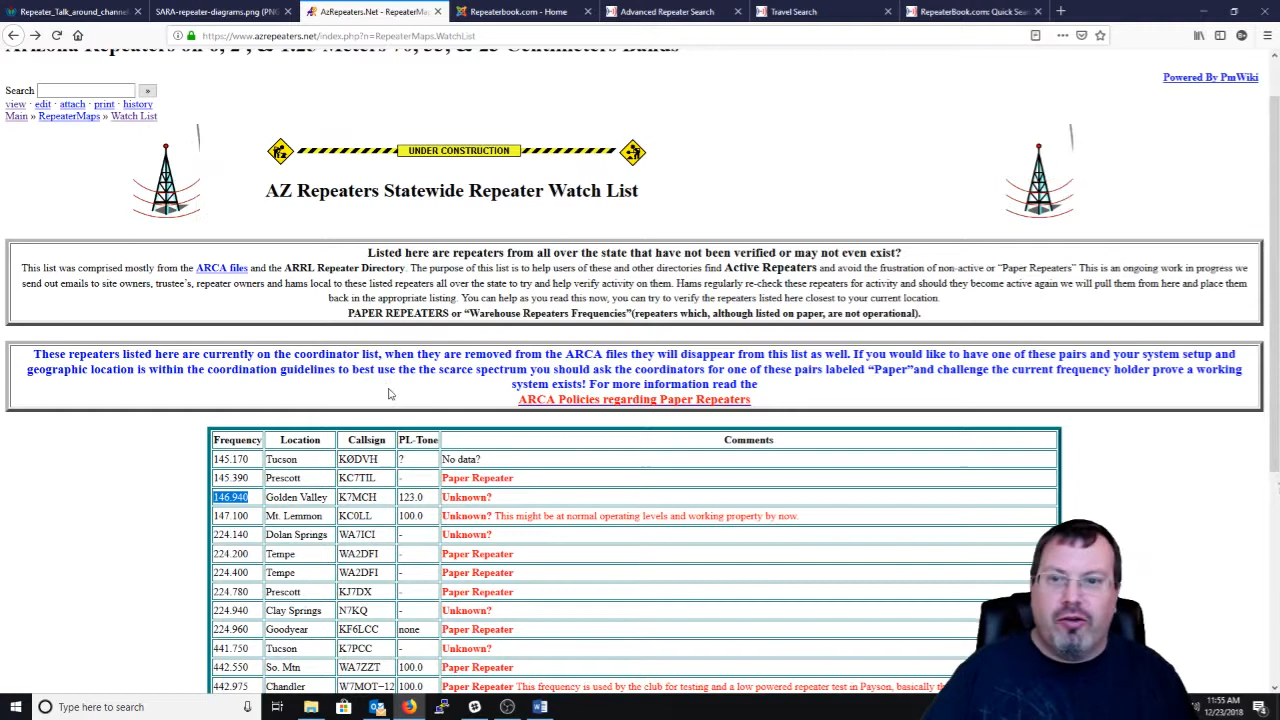 Repeater_Talk_around_channel
SARA-repeater-diagrams.png (PNG
AzRepeaters.Net - RepeaterMa
Repeaterbook.com - Home
Advanced Repeater Search
Travel Search
RepeaterBook.com: Quick Sear
https://www.azrepeaters.net/index.php?n=RepeaterMaps.WatchList
Arizona Repeaters on 6, 2, & 1.25 Meters 70, 33, & 23 Centimeters Bands
Powered By PmWiki
Search
»
view · edit · attach · print · history
Main » RepeaterMaps » Watch List
UNDER CONSTRUCTION
AZ Repeaters Statewide Repeater Watch List
Listed here are repeaters from all over the state that have not been verified or may not even exist?
This list was comprised mostly from the ARCA files and the ARRL Repeater Directory. The purpose of this list is to help users of these and other directories find Active Repeaters and avoid the frustration of non-active or “Paper Repeaters” This is an ongoing work in progress we
send out emails to site owners, trustee’s, repeater owners and hams local to these listed repeaters all over the state to try and help verify activity on them. Hams regularly re-check these repeaters for activity and should they become active again we will pull them from here and place them
back in the appropriate listing. You can help as you read this now, you can try to verify the repeaters listed here closest to your current location.
PAPER REPEATERS or “Warehouse Repeaters Frequencies”(repeaters which, although listed on paper, are not operational).
These repeaters listed here are currently on the coordinator list, when they are removed from the ARCA files they will disappear from this list as well. If you would like to have one of these pairs and your system setup and
geographic location is within the coordination guidelines to best use the the scarce spectrum you should ask the coordinators for one of these pairs labeled “Paper”and challenge the current frequency holder prove a working
system exists! For more information read the
ARCA Policies regarding Paper Repeaters
Frequency Location Callsign PL-Tone Comments
145.170 Tucson KØDVH ? No data?
145.390 Prescott KC7TIL - Paper Repeater
146.940 Golden Valley K7MCH 123.0 Unknown?
147.100 Mt. Lemmon KC0LL 100.0 Unknown? This might be at normal operating levels and working property by now.
224.140 Dolan Springs WA7ICI - Unknown?
224.200 Tempe WA2DFI - Paper Repeater
224.400 Tempe WA2DFI - Paper Repeater
224.780 Prescott KJ7DX - Paper Repeater
224.940 Clay Springs N7KQ - Unknown?
224.960 Goodyear KF6LCC none Paper Repeater
441.750 Tucson K7PCC - Unknown?
442.550 So. Mtn WA7ZZT 100.0 Paper Repeater
442.975 Chandler W7MOT-12 100.0 Paper Repeater This frequency is used by the club for testing and a low powered repeater test in Payson, basically
Type here to search
11:55 AM
12/23/2018